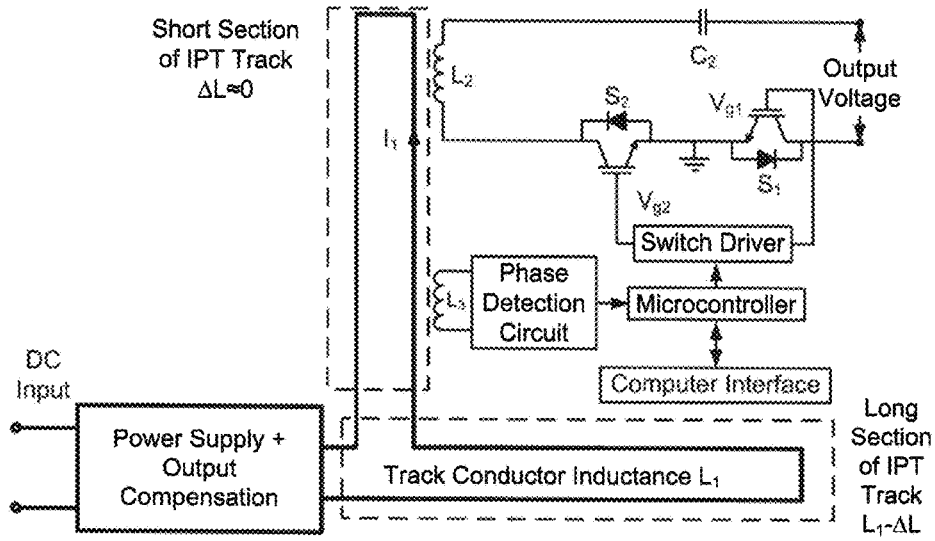 Short Section
of IPT Track
ΔL≈0
I₁
L₂
C₂
Output
Voltage
S₂
V_g1
S₁
V_g2
Switch Driver
Phase
Detection
Circuit
L₃
Microcontroller
Computer Interface
DC
Input
Power Supply +
Output
Compensation
Track Conductor Inductance L₁
Long
Section
of IPT
Track
L₁-ΔL